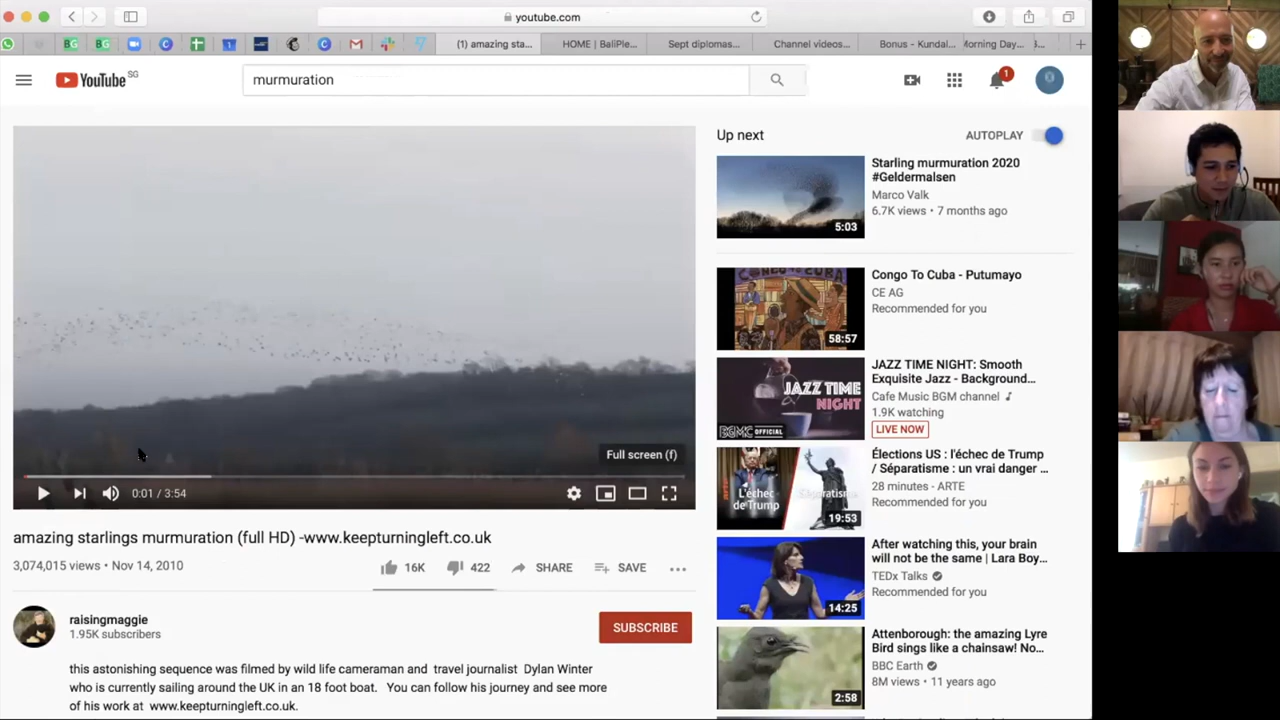 youtube.com
BG
BG
C
1
C
(1) amazing sta...
HOME | BaliPle...
Sept diplomas...
Channel videos...
Bonus - Kundal...
Morning Day...
YouTube SG
murmuration
1
Up next
AUTOPLAY
Starling murmuration 2020
#Geldermalsen
Marco Valk
6.7K views • 7 months ago
5:03
CONGO TO CUBA
Congo To Cuba - Putumayo
CE AG
Recommended for you
58:57
JAZZ TIME
NIGHT
BGMC OFFICIAL
JAZZ TIME NIGHT: Smooth
Exquisite Jazz - Background...
Cafe Music BGM channel
1.9K watching
LIVE NOW
Full screen (f)
0:01 / 3:54
L'échec
de Trump
Séparatisme
19:53
Élections US : l'échec de Trump
/ Séparatisme : un vrai danger ...
28 minutes - ARTE
Recommended for you
amazing starlings murmuration (full HD) -www.keepturningleft.co.uk
3,074,015 views • Nov 14, 2010
16K
422
SHARE
SAVE
After watching this, your brain
will not be the same | Lara Boy...
TEDx Talks
Recommended for you
14:25
raisingmaggie
1.95K subscribers
SUBSCRIBE
Attenborough: the amazing Lyre
Bird sings like a chainsaw! No...
BBC Earth
8M views • 11 years ago
2:58
this astonishing sequence was filmed by wild life cameraman and travel journalist Dylan Winter
who is currently sailing around the UK in an 18 foot boat. You can follow his journey and see more
of his work at www.keepturningleft.co.uk.